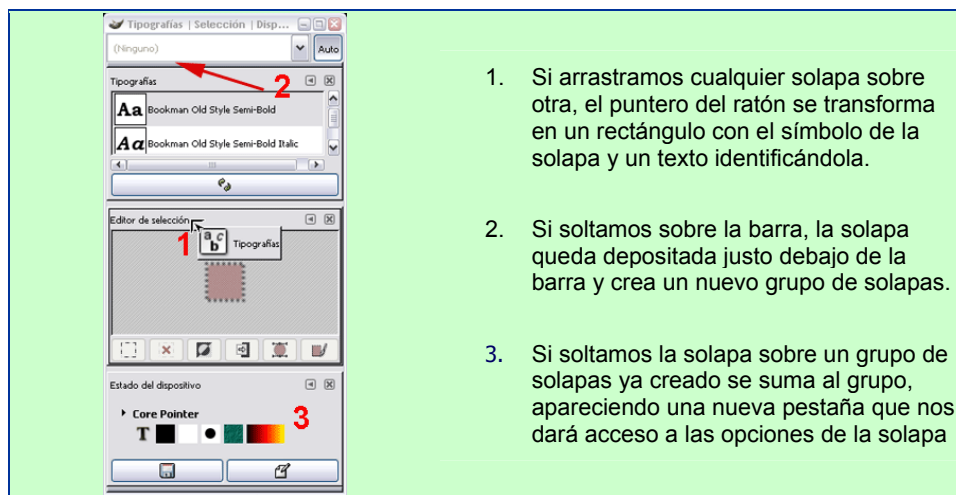 Tipografías | Selección | Disp...
(Ninguno)
Auto
Tipografías
2
Aa Bookman Old Style Semi-Bold
Aa Bookman Old Style Semi-Bold Italic
Editor de selección
1
a b c
Tipografías
Estado del dispositivo
Core Pointer
3
T
1. Si arrastramos cualquier solapa sobre
otra, el puntero del ratón se transforma
en un rectángulo con el símbolo de la
solapa y un texto identificándola.
2. Si soltamos sobre la barra, la solapa
queda depositada justo debajo de la
barra y crea un nuevo grupo de solapas.
3. Si soltamos la solapa sobre un grupo de
solapas ya creado se suma al grupo,
apareciendo una nueva pestaña que nos
dará acceso a las opciones de la solapa